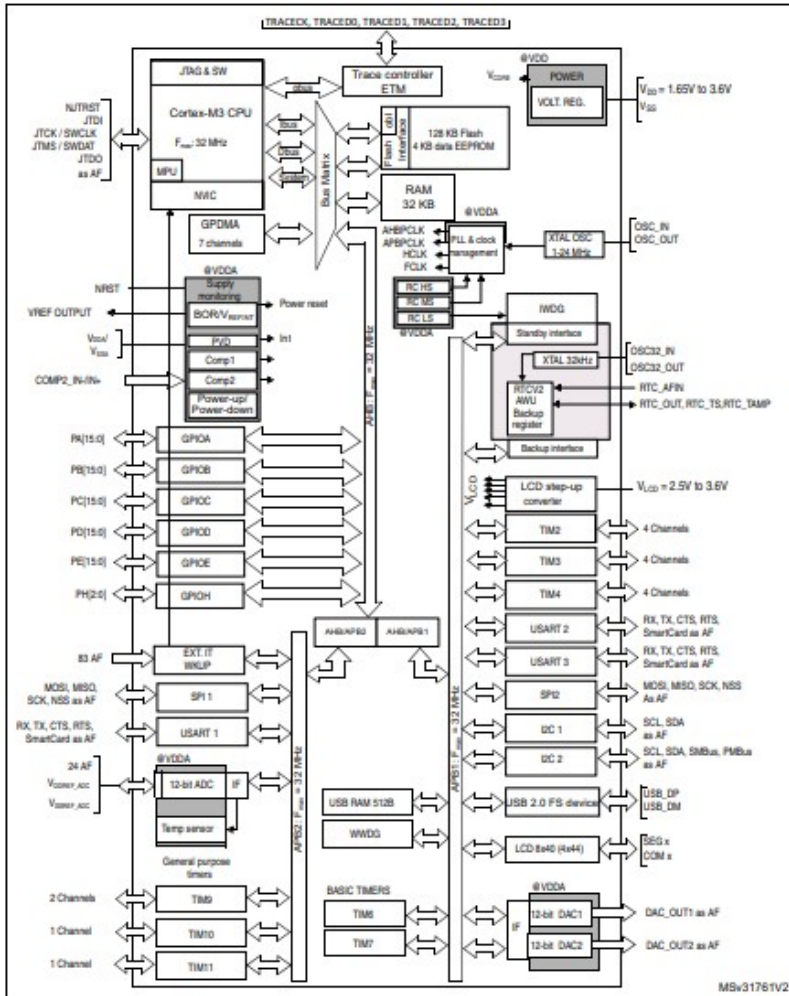 TRACECK, TRACED0, TRACED1, TRACED2, TRACED3
JTAG & SW
pbus
Trace controller
ETM
@VDD
VCORE
POWER
VOLT. REG.
VDD = 1.65V to 3.6V
VSS
NJTRST
JTDI
JTCK / SWCLK
JTMS / SWDAT
JTDO
as AF
Cortex-M3 CPU
Fmax: 32 MHz
MPU
NVIC
Ibus
Dbus
System
Bus Matrix
Flash obl
Interface
128 KB Flash
4 KB data EEPROM
RAM
32 KB
GPDMA
7 channels
@VDDA
AHBPCLK
APBPCLK
HCLK
FCLK
PLL & clock
management
XTAL OSC
1-24 MHz
OSC_IN
OSC_OUT
RC HS
RC MS
RC LS
@VDDA
@VDDA
NRST
Supply
monitoring
BOR/VREFINT
Power reset
VREF OUTPUT
VDDA/
VSSA
PVD
Int
Comp1
COMP2_IN-/IN+
Comp2
Power-up/
Power-down
IWDG
Standby interface
XTAL 32kHz
OSC32_IN
OSC32_OUT
RTCV2
AWU
Backup
register
RTC_AFIN
RTC_OUT, RTC_TS,RTC_TAMP
Backup interface
AHB: Fmax = 32 MHz
PA[15:0]
GPIOA
PB[15:0]
GPIOB
PC[15:0]
GPIOC
PD[15:0]
GPIOD
PE[15:0]
GPIOE
PH[2:0]
GPIOH
VLCD
LCD step-up
converter
VLCD = 2.5V to 3.6V
TIM2
4 Channels
TIM3
4 Channels
TIM4
4 Channels
AHB/APB2
AHB/APB1
USART 2
RX, TX, CTS, RTS,
SmartCard as AF
USART 3
RX, TX, CTS, RTS,
SmartCard as AF
83 AF
EXT. IT
WKUP
MOSI, MISO,
SCK, NSS as AF
SPI 1
SPI2
MOSI, MISO, SCK, NSS
As AF
RX, TX, CTS, RTS,
SmartCard as AF
USART 1
I2C 1
SCL, SDA
as AF
I2C 2
SCL, SDA, SMBus, PMBus
as AF
APB2: Fmax = 32 MHz
APB1: Fmax = 32 MHz
@VDDA
24 AF
VDDREF_ADC
VSSREF_ADC
12-bit ADC
IF
Temp sensor
USB RAM 512B
USB 2.0 FS device
USB_DP
USB_DM
WWDG
LCD 8x40 (4x44)
SEG x
COM x
General purpose
timers
2 Channels
TIM9
1 Channel
TIM10
1 Channel
TIM11
BASIC TIMERS
TIM6
TIM7
@VDDA
IF
12-bit DAC1
DAC_OUT1 as AF
12-bit DAC2
DAC_OUT2 as AF
MSv31761V2